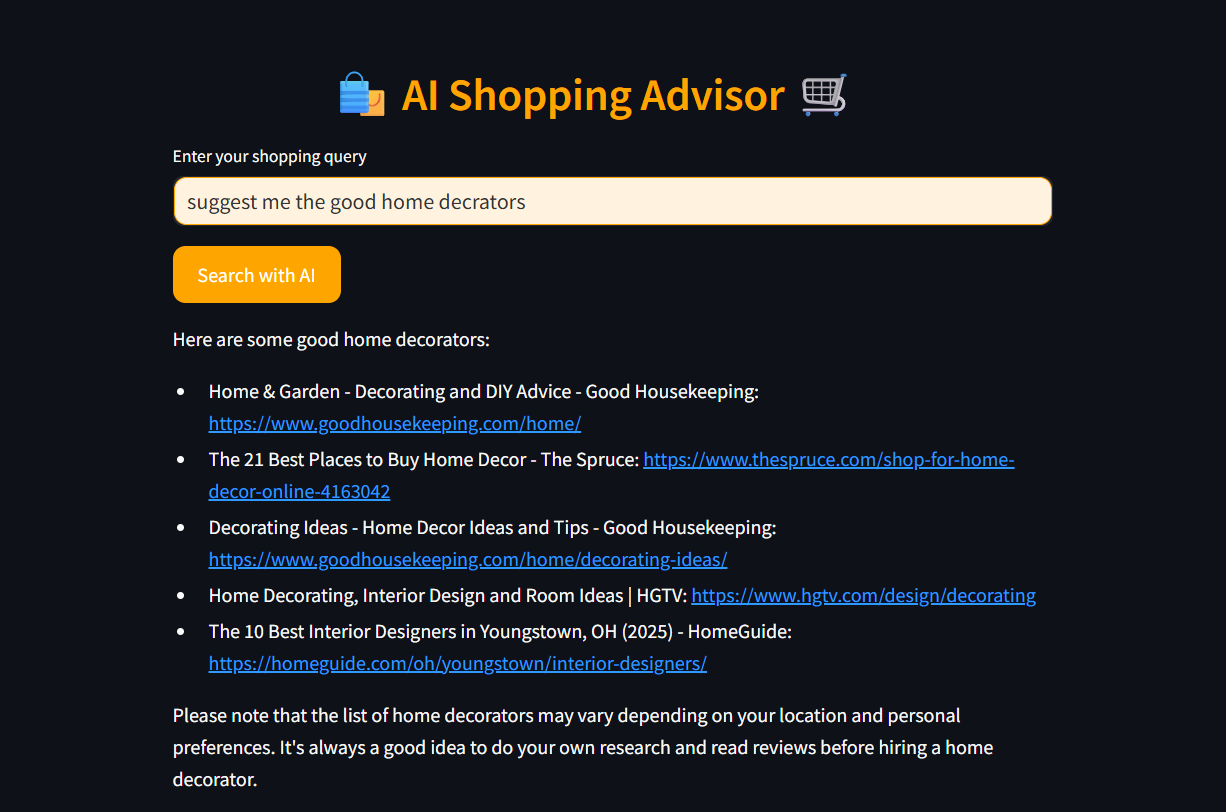 AI Shopping Advisor
Enter your shopping query
suggest me the good home decrators
Search with AI
Here are some good home decorators:
Home & Garden - Decorating and DIY Advice - Good Housekeeping:
https://www.goodhousekeeping.com/home/
The 21 Best Places to Buy Home Decor - The Spruce: https://www.thespruce.com/shop-for-home-
decor-online-4163042
Decorating Ideas - Home Decor Ideas and Tips - Good Housekeeping:
https://www.goodhousekeeping.com/home/decorating-ideas/
Home Decorating, Interior Design and Room Ideas | HGTV: https://www.hgtv.com/design/decorating
The 10 Best Interior Designers in Youngstown, OH (2025) - HomeGuide:
https://homeguide.com/oh/youngstown/interior-designers/
Please note that the list of home decorators may vary depending on your location and personal
preferences. It's always a good idea to do your own research and read reviews before hiring a home
decorator.